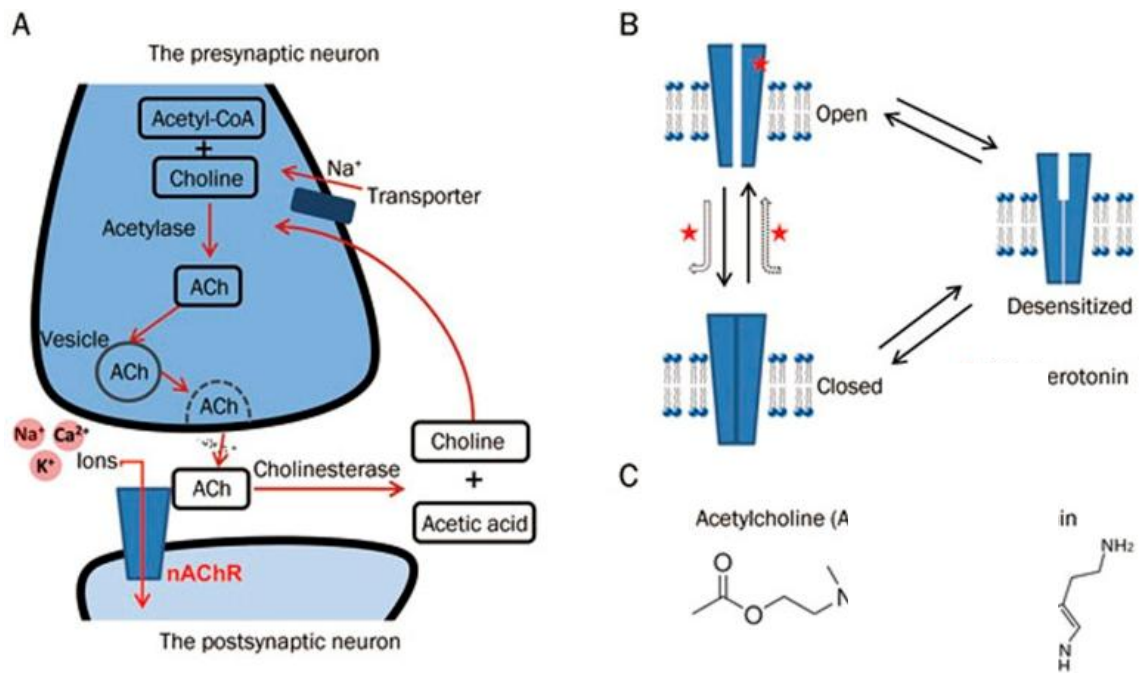 A
The presynaptic neuron
Acetyl-CoA
+
Choline
Na⁺
Transporter
Acetylase
ACh
Vesicle
ACh
ACh
Na⁺ Ca²⁺
K⁺
Ions
ACh
Cholinesterase
Choline
+
Acetic acid
nAChR
The postsynaptic neuron
B
Open
Desensitized
erotonin
Closed
C
Acetylcholine (A
in
O
O
N
NH₂
N
H